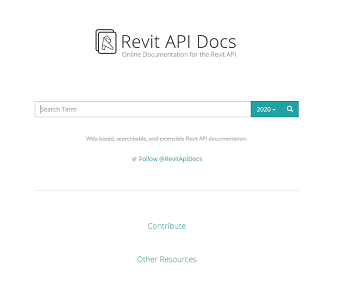 Revit API Docs
Online Documentation for the Revit API
Search Term
2020
Web-based, searchbable, and extensible Revit API documentation.
Follow @RevitApiDocs
Contribute
Other Resources